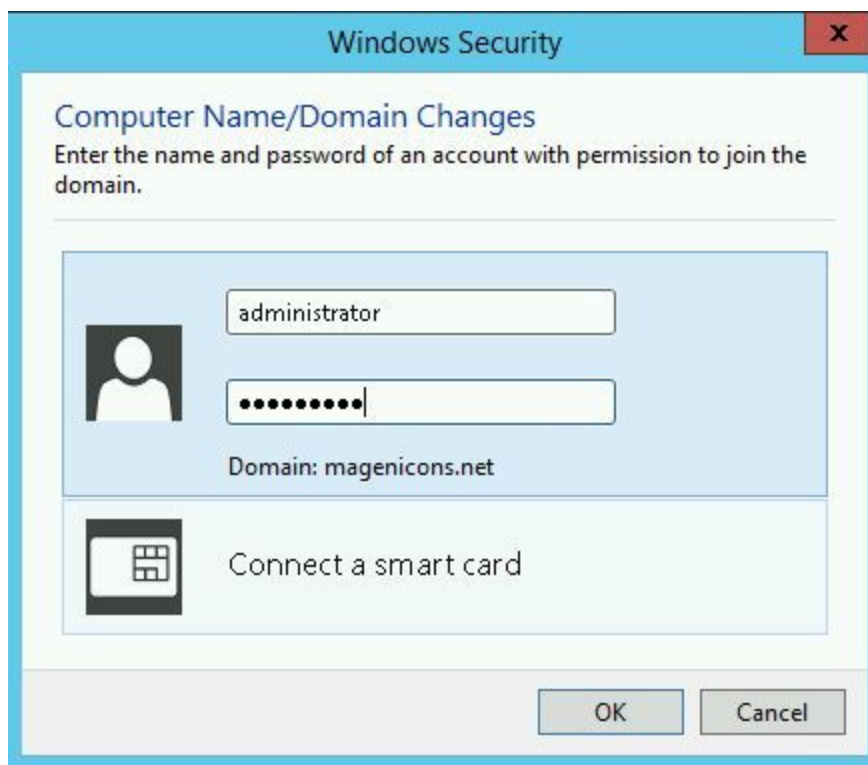 Windows Security
x
Computer Name/Domain Changes
Enter the name and password of an account with permission to join the
domain.
administrator
●●●●●●●●●
Domain: magenicons.net
Connect a smart card
OK
Cancel